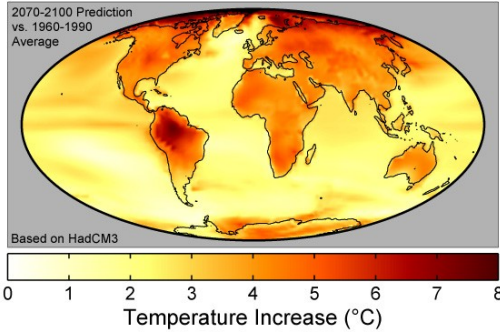 2070-2100 Prediction
vs. 1960-1990
Average
Based on HadCM3
0 1 2 3 4 5 6 7 8
Temperature Increase (°C)